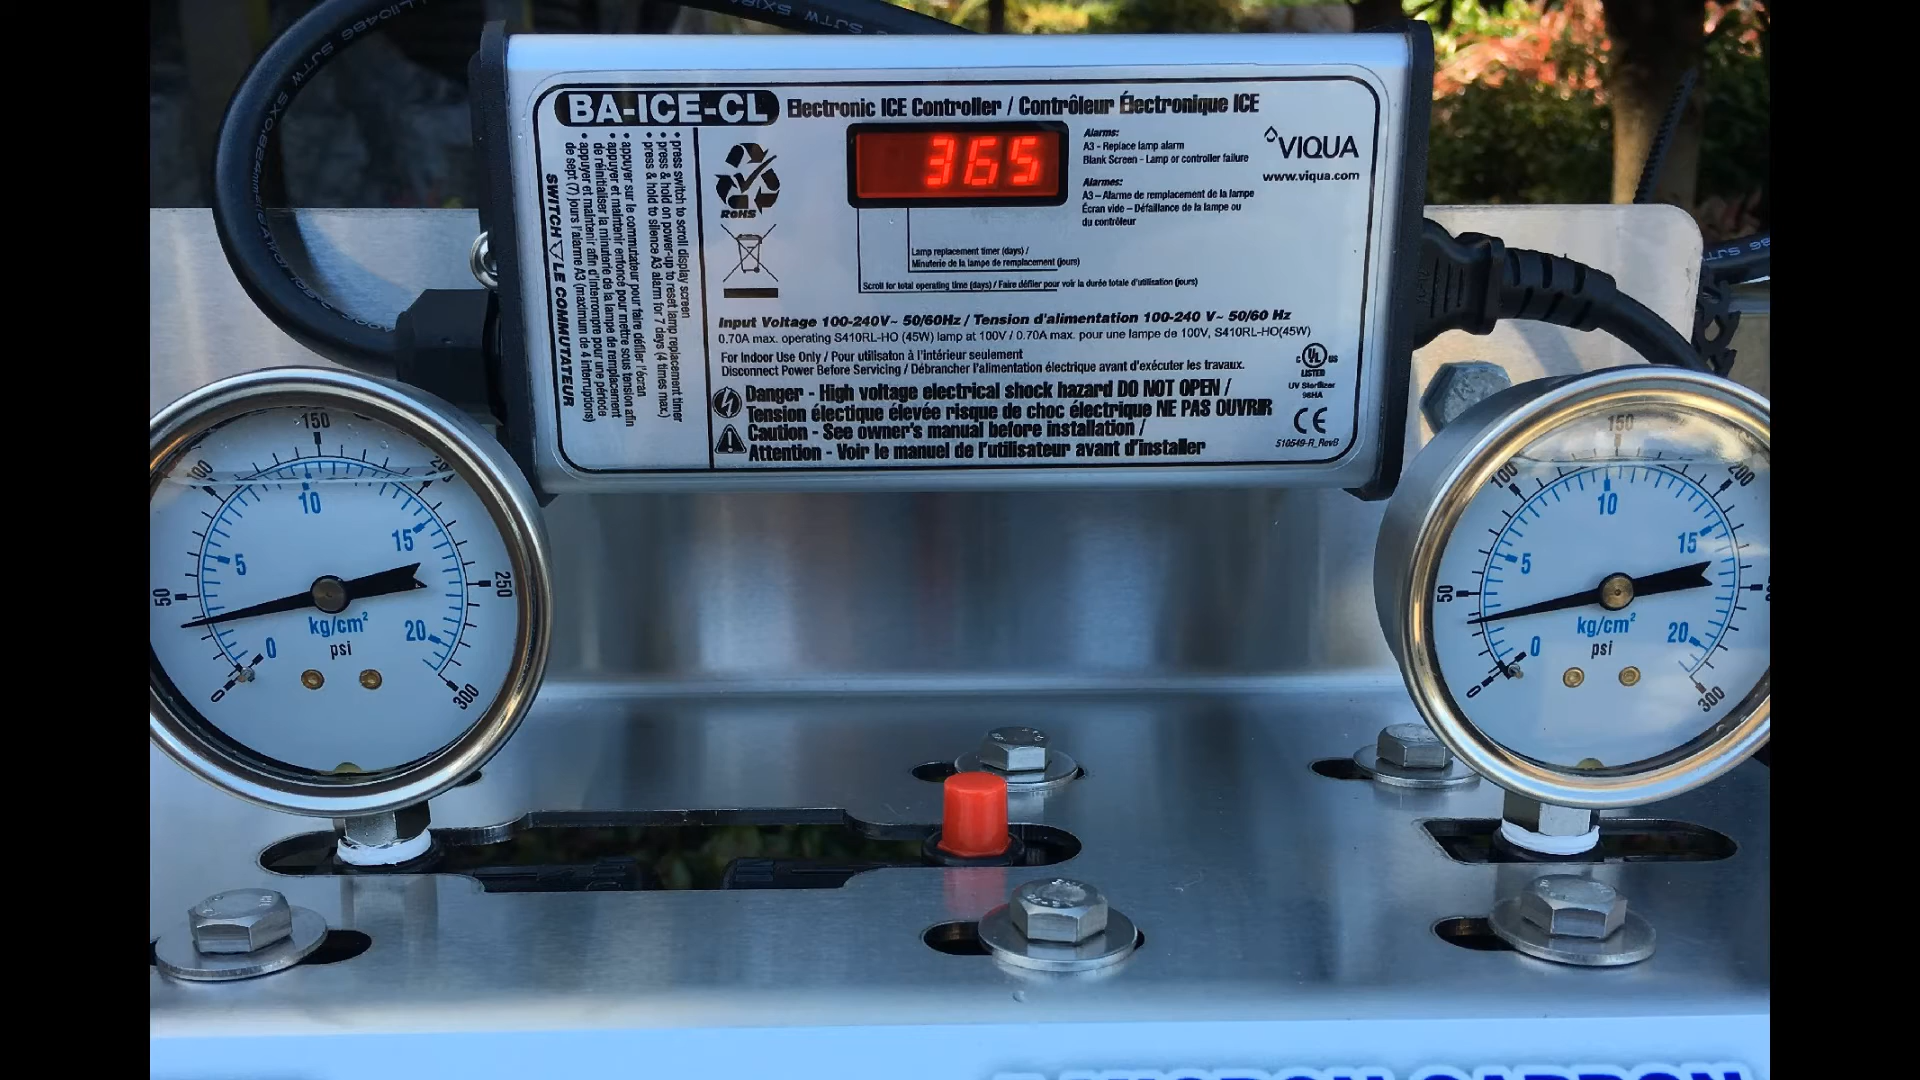 BA-ICE-CL Electronic ICE Controller / Contrôleur Électronique ICE
365
Alarms:
A3 - Replace lamp alarm
Blank Screen - Lamp or controller failure
Alarmes:
A3 – Alarme de remplacement de la lampe
Écran vide – Défaillance de la lampe ou
du contrôleur
VIQUA
www.viqua.com
• press switch to scroll display screen
• press & hold on power-up to reset lamp replacement timer
• press & hold to silence A3 alarm for 7 days (4 times max.)
• appuyer sur le commutateur pour faire défiler l'écran
• appuyer et maintenir enfoncé pour mettre sous tension afin
de réinitialiser la minuterie de la lampe de remplacement
• appuyer et maintenir afin d'interrompre pour une période
de sept (7) jours l'alarme A3 (maximum de 4 interruptions)
SWITCH / LE COMMUTATEUR
RoHS
Lamp replacement timer (days) /
Minuterie de la lampe de remplacement (jours)
Scroll for total operating time (days) / Faire défiler pour voir la durée totale d'utilisation (jours)
Input Voltage 100-240V~ 50/60Hz / Tension d'alimentation 100-240 V~ 50/60 Hz
0.70A max. operating S410RL-HO (45W) lamp at 100V / 0.70A max. pour une lampe de 100V, S410RL-HO(45W)
For Indoor Use Only / Pour utilisaton à l'intérieur seulement
Disconnect Power Before Servicing / Débrancher l'alimentation électrique avant d'exécuter les travaux.
Danger - High voltage electrical shock hazard DO NOT OPEN /
Tension électique élevée risque de choc électrique NE PAS OUVRIR
Caution - See owner's manual before installation /
Attention - Voir le manuel de l'utilisateur avant d'installer
c UL us
LISTED
UV Sterilizer
98HA
CE
510549-R_RevB
0 50 100 150 200 250 300
0 5 10 15 20
kg/cm²
psi
0 50 100 150 200
300
0 5 10 15 20
kg/cm²
psi